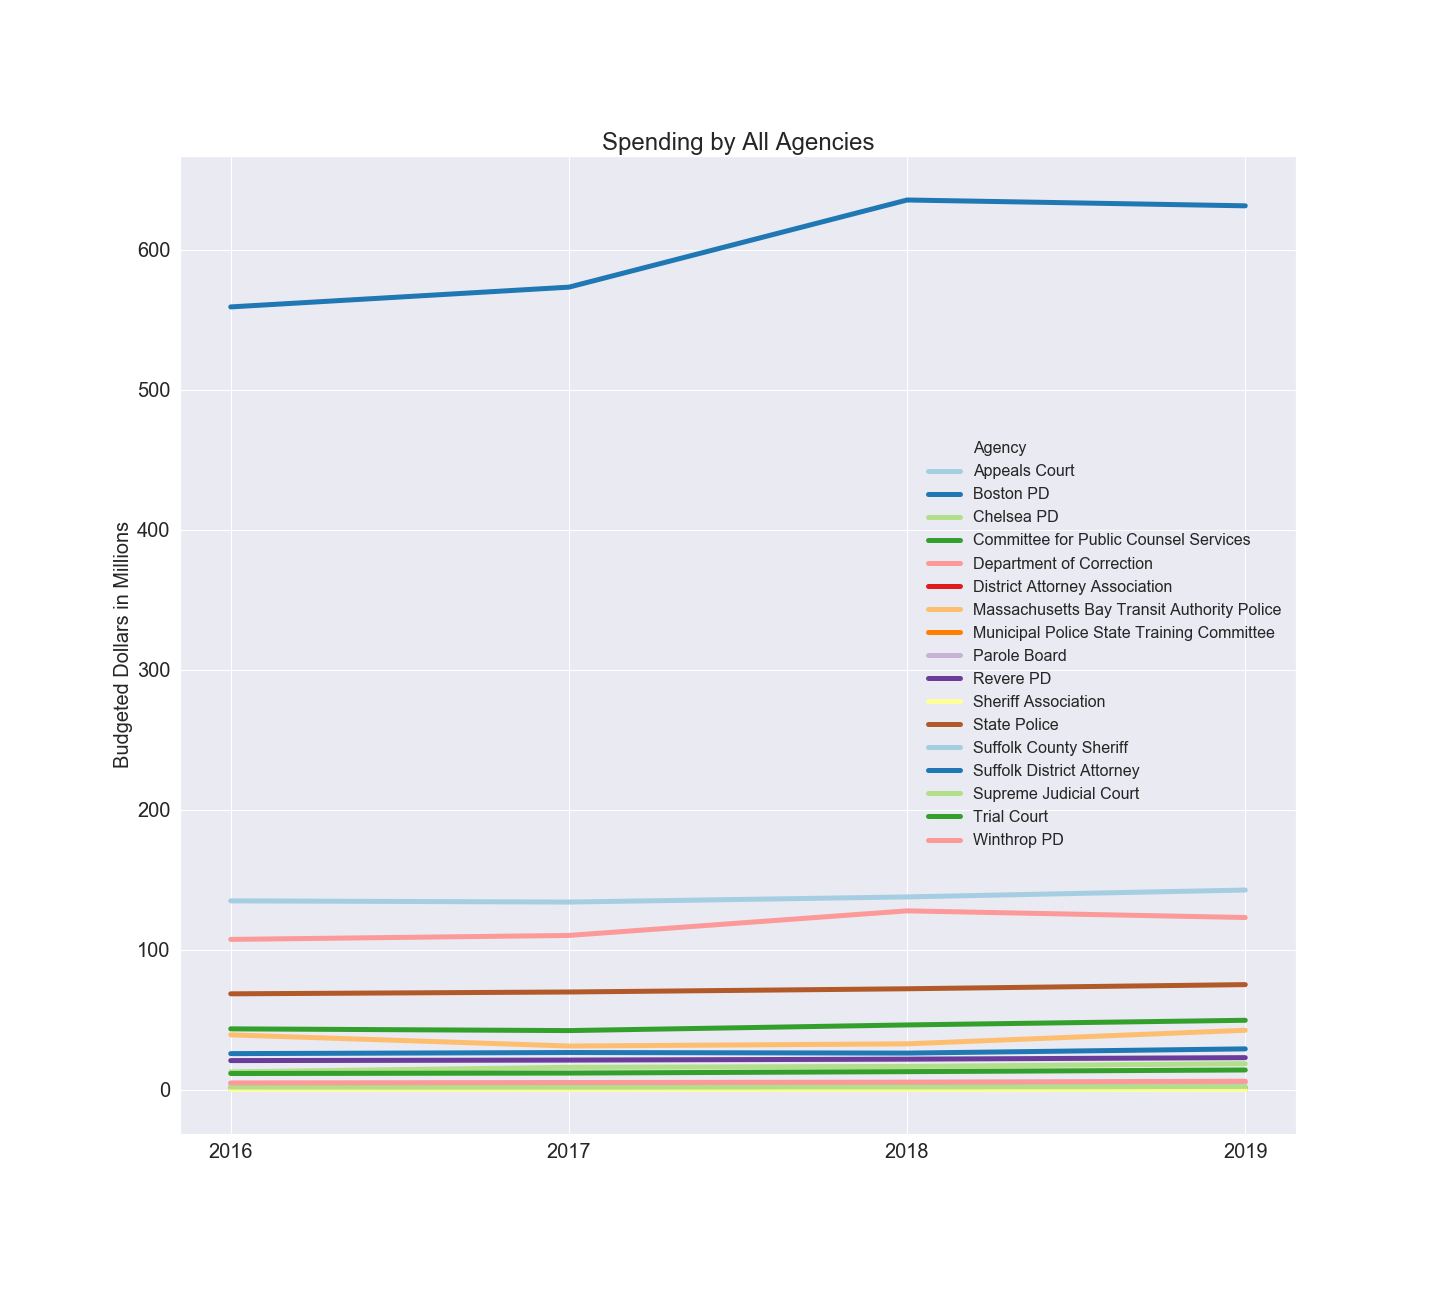 Spending by All Agencies
600
500
400
300
200
100
0
Budgeted Dollars in Millions
Agency
Appeals Court
Boston PD
Chelsea PD
Committee for Public Counsel Services
Department of Correction
District Attorney Association
Massachusetts Bay Transit Authority Police
Municipal Police State Training Committee
Parole Board
Revere PD
Sheriff Association
State Police
Suffolk County Sheriff
Suffolk District Attorney
Supreme Judicial Court
Trial Court
Winthrop PD
2016
2017
2018
2019